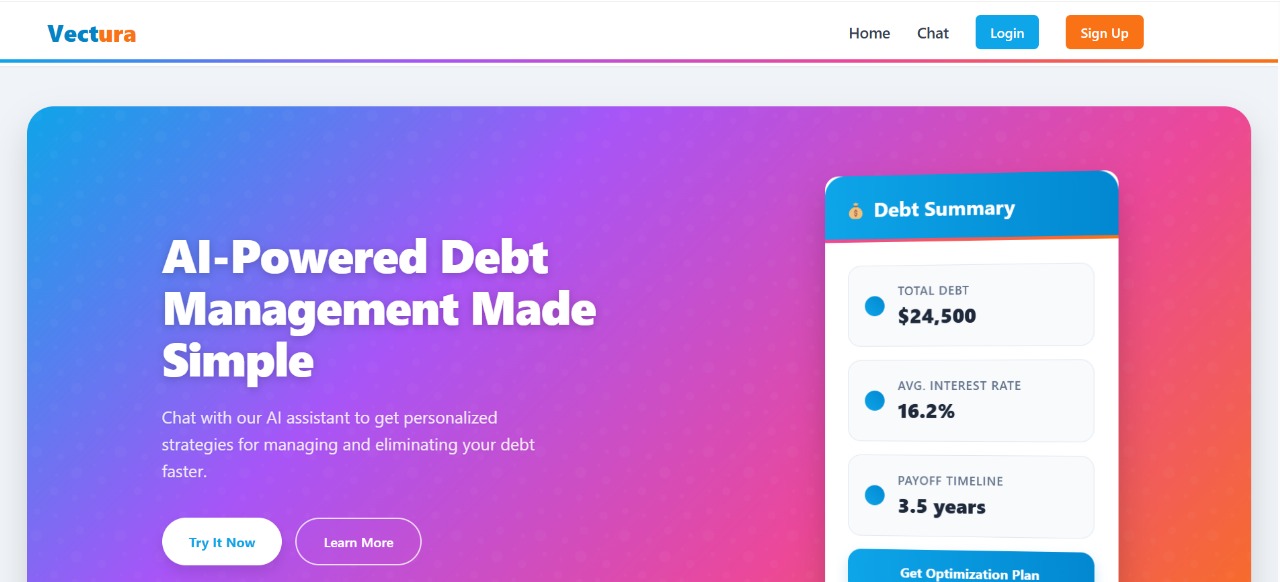 Vectura
Home
Chat
Login
Sign Up
AI-Powered Debt
Management Made
Simple
Chat with our AI assistant to get personalized
strategies for managing and eliminating your debt
faster.
Try It Now
Learn More
Debt Summary
TOTAL DEBT
$24,500
AVG. INTEREST RATE
16.2%
PAYOFF TIMELINE
3.5 years
Get Optimization Plan